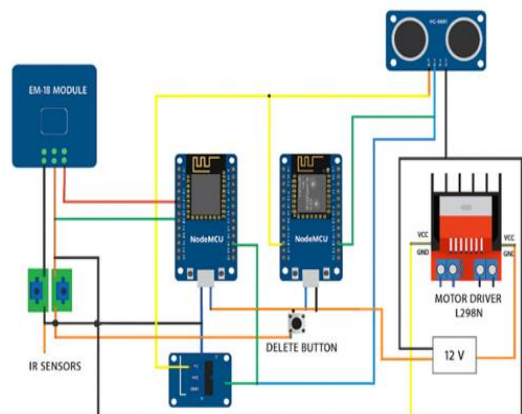 HC-SR04
EM-18 MODULE
NodeMCU
NodeMCU
VCC
GND
VCC
GND
MOTOR DRIVER
L298N
DELETE BUTTON
12 V
IR SENSORS